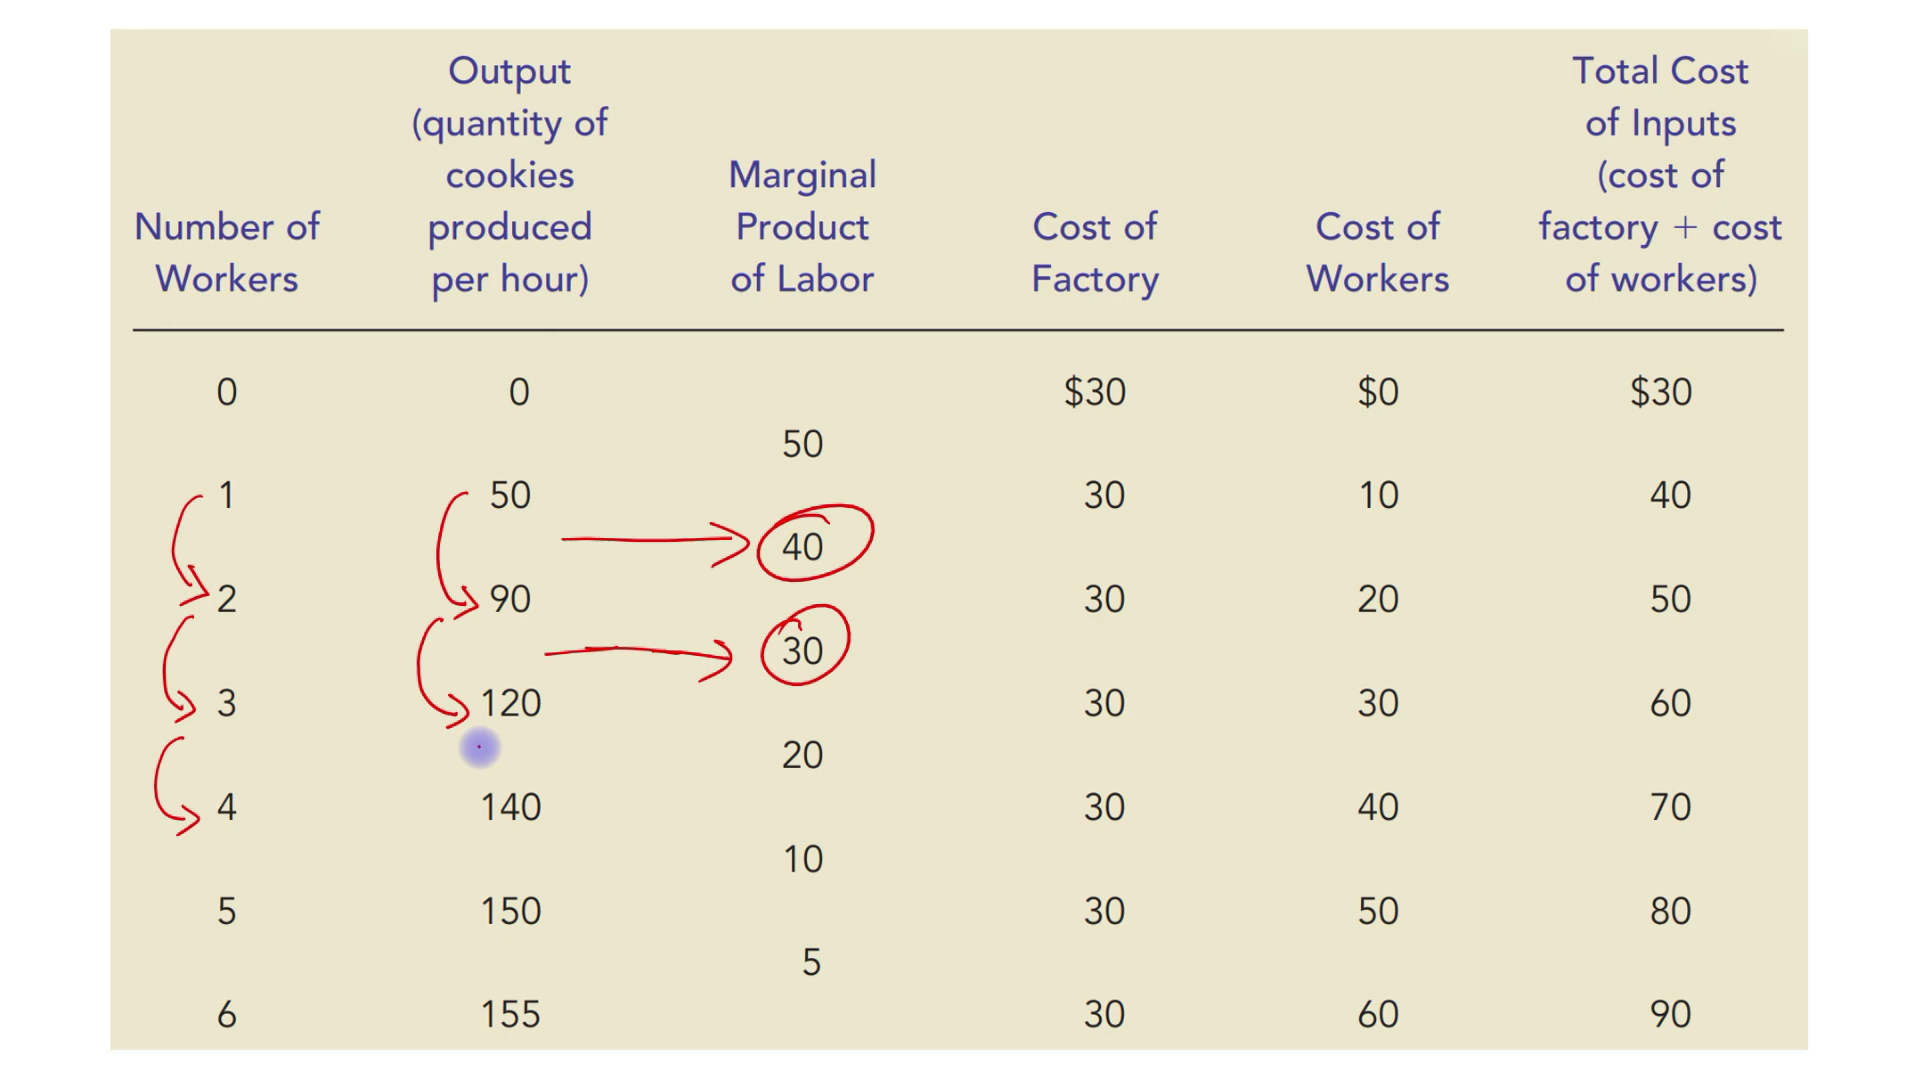 Number of Workers	Output (quantity of cookies produced per hour)	Marginal Product of Labor	Cost of Factory	Cost of Workers	Total Cost of Inputs (cost of factory + cost of workers)
0	0		$30	$0	$30
50
1	50		30	10	40
40
2	90		30	20	50
30
3	120		30	30	60
20
4	140		30	40	70
10
5	150		30	50	80
5
6	155		30	60	90